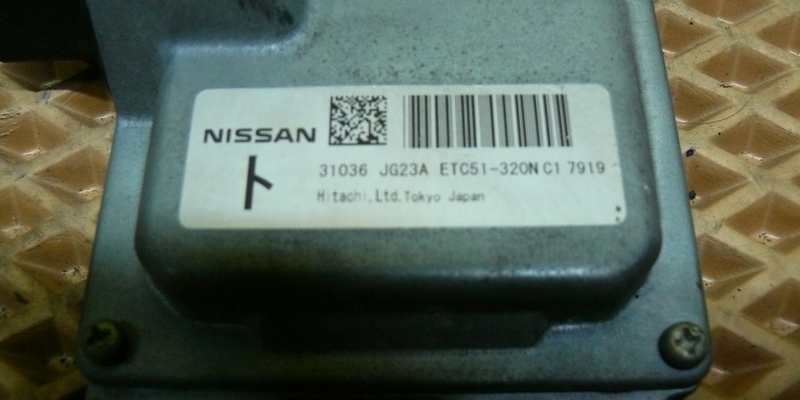 NISSAN
ト
31036 JG23A ETC51-320N C1 7919
Hitachi,Ltd.Tokyo Japan